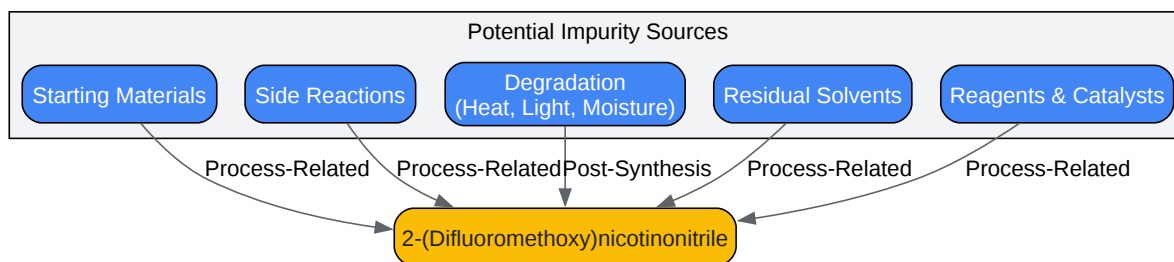 Potential Impurity Sources
Starting Materials
Side Reactions
Degradation
(Heat, Light, Moisture)
Residual Solvents
Reagents & Catalysts
Process-Related
Process-Related
Post-Synthesis
Process-Related
Process-Related
2-(Difluoromethoxy)nicotinonitrile